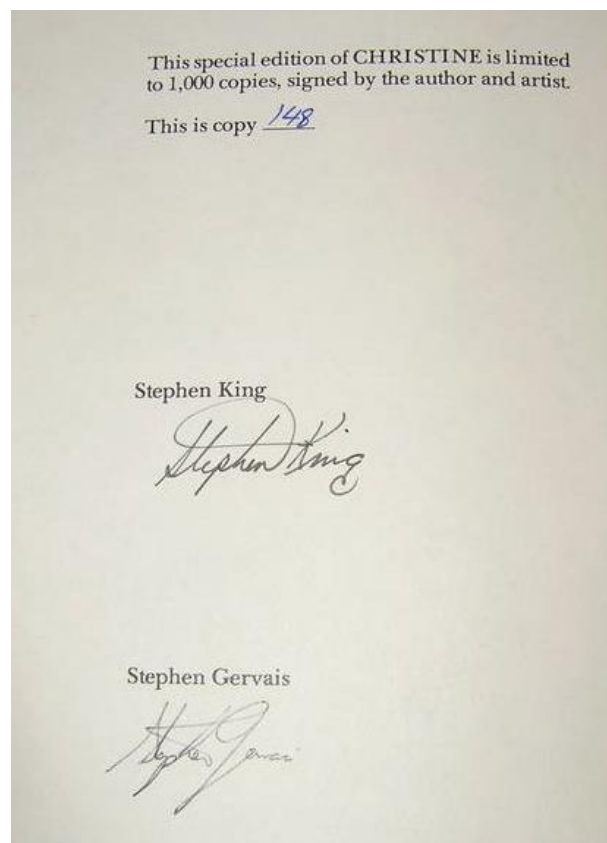 This special edition of CHRISTINE is limited
to 1,000 copies, signed by the author and artist.
This is copy 148
Stephen King
Stephen King
Stephen Gervais
Stephen Gervais